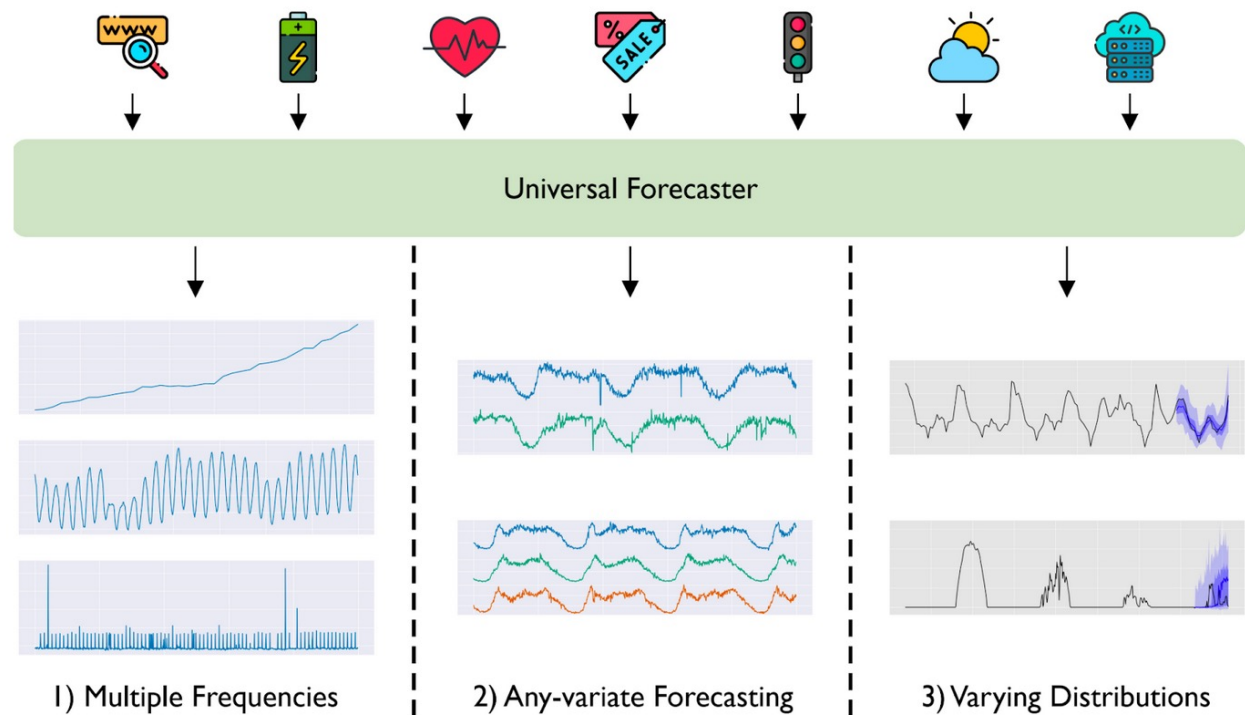 WWW
%
SALE
</>
Universal Forecaster
1) Multiple Frequencies
2) Any-variate Forecasting
3) Varying Distributions